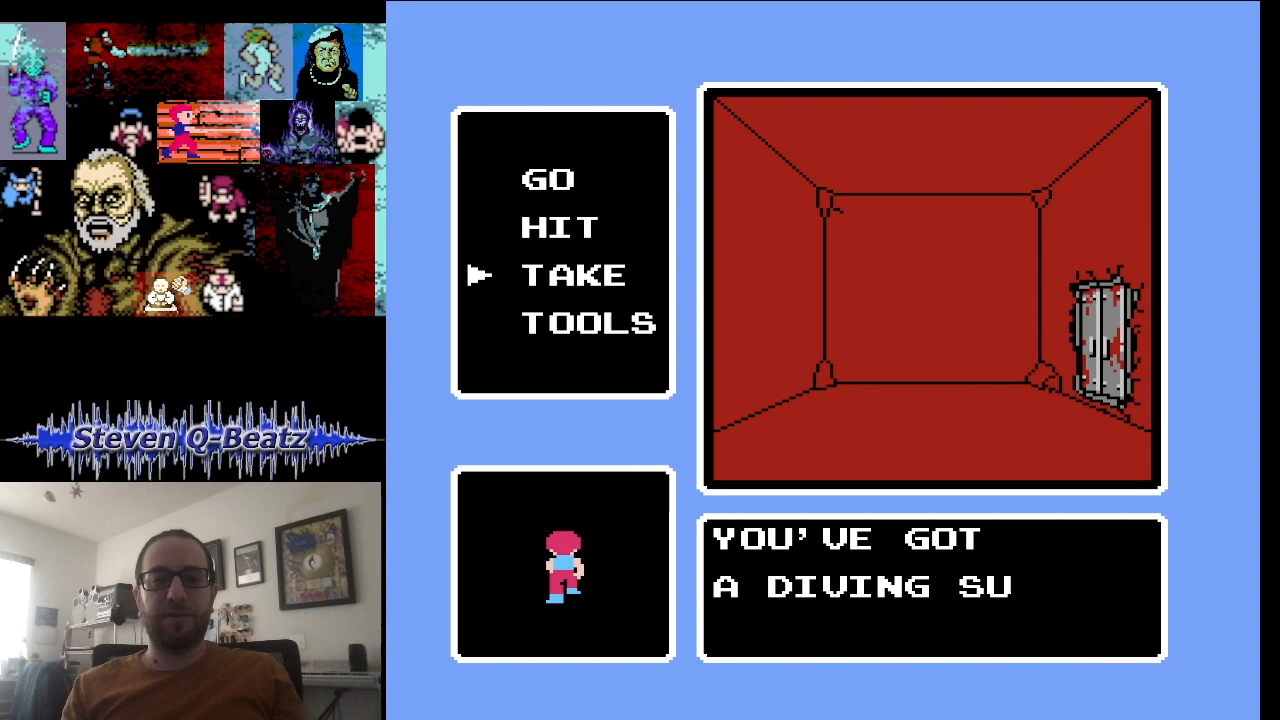 GO
HIT
TAKE
TOOLS
Steven Q-Beatz
YOU'VE GOT
A DIVING SU